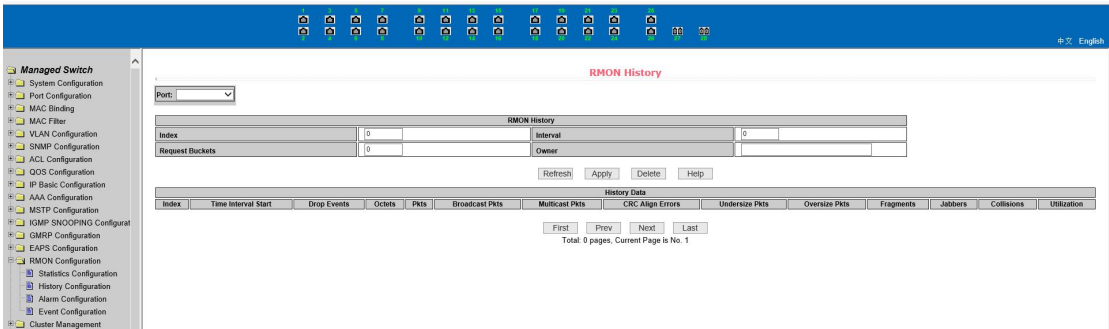 1 3 5 7 9 11 13 15 17 19 21 23 25
2 4 6 8 10 12 14 16 18 20 22 24 26 27 28
中文 English
Managed Switch
System Configuration
Port Configuration
MAC Binding
MAC Filter
VLAN Configuration
SNMP Configuration
ACL Configuration
QOS Configuration
IP Basic Configuration
AAA Configuration
MSTP Configuration
IGMP SNOOPING Configurat
GMRP Configuration
EAPS Configuration
RMON Configuration
Statistics Configuration
History Configuration
Alarm Configuration
Event Configuration
Cluster Management
RMON History
Port:
RMON History
Index 0 Interval 0
Request Buckets 0 Owner
Refresh Apply Delete Help
History Data
Index Time Interval Start Drop Events Octets Pkts Broadcast Pkts Multicast Pkts CRC Align Errors Undersize Pkts Oversize Pkts Fragments Jabbers Collisions Utilization
First Prev Next Last
Total: 0 pages, Current Page is No. 1